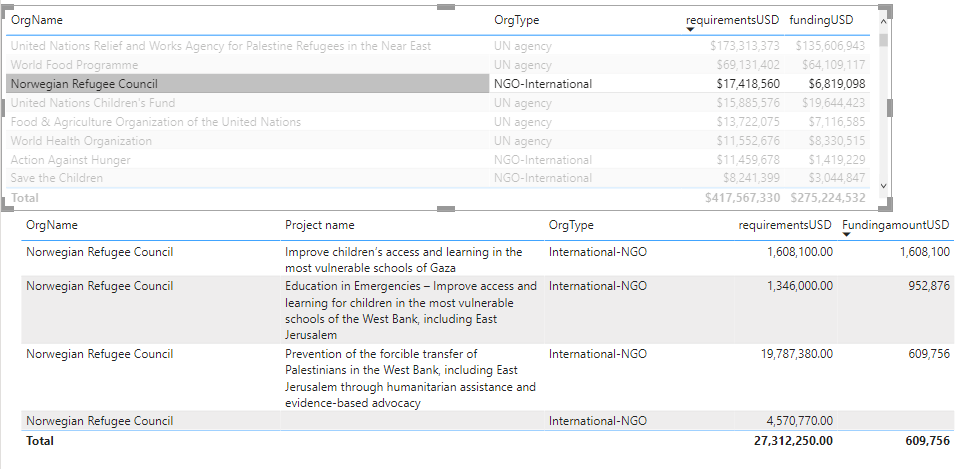 OrgName OrgType requirementsUSD fundingUSD
United Nations Relief and Works Agency for Palestine Refugees in the Near East UN agency $173,313,373 $135,606,943
World Food Programme UN agency $69,131,402 $64,109,117
Norwegian Refugee Council NGO-International $17,418,560 $6,819,098
United Nations Children's Fund UN agency $15,885,576 $19,644,423
Food & Agriculture Organization of the United Nations UN agency $13,722,075 $7,116,585
World Health Organization UN agency $11,552,676 $8,330,515
Action Against Hunger NGO-International $11,459,678 $1,419,229
Save the Children NGO-International $8,241,399 $3,044,847
Total $417,567,330 $275,224,532
OrgName Project name OrgType requirementsUSD FundingamountUSD
Norwegian Refugee Council Improve children's access and learning in the International-NGO 1,608,100.00 1,608,100
most vulnerable schools of Gaza
Norwegian Refugee Council Education in Emergencies – Improve access and International-NGO 1,346,000.00 952,876
learning for children in the most vulnerable
schools of the West Bank, including East
Jerusalem
Norwegian Refugee Council Prevention of the forcible transfer of International-NGO 19,787,380.00 609,756
Palestinians in the West Bank, including East
Jerusalem through humanitarian assistance and
evidence-based advocacy
Norwegian Refugee Council International-NGO 4,570,770.00
Total 27,312,250.00 609,756